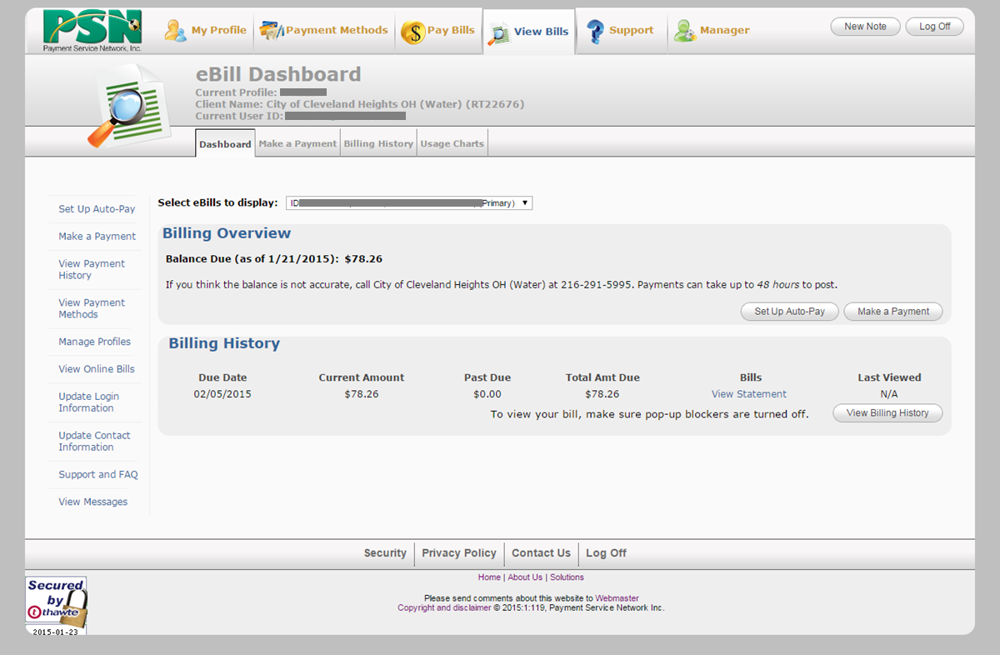 PSN
Payment Service Network, Inc.
My Profile
Payment Methods
Pay Bills
View Bills
Support
Manager
New Note
Log Off
eBill Dashboard
Current Profile:
Client Name: City of Cleveland Heights OH (Water) (RT22676)
Current User ID:
Dashboard
Make a Payment
Billing History
Usage Charts
Set Up Auto-Pay
Make a Payment
View Payment
History
View Payment
Methods
Manage Profiles
View Online Bills
Update Login
Information
Update Contact
Information
Support and FAQ
View Messages
Select eBills to display: ID Primary)
Billing Overview
Balance Due (as of 1/21/2015): $78.26
If you think the balance is not accurate, call City of Cleveland Heights OH (Water) at 216-291-5995. Payments can take up to 48 hours to post.
Set Up Auto-Pay
Make a Payment
Billing History
Due Date Current Amount Past Due Total Amt Due Bills Last Viewed
02/05/2015 $78.26 $0.00 $78.26 View Statement N/A
To view your bill, make sure pop-up blockers are turned off.
View Billing History
Security
Privacy Policy
Contact Us
Log Off
Home | About Us | Solutions
Please send comments about this website to Webmaster
Copyright and disclaimer © 2015:1:119, Payment Service Network Inc.
Secured
by
thawte
2015-01-23